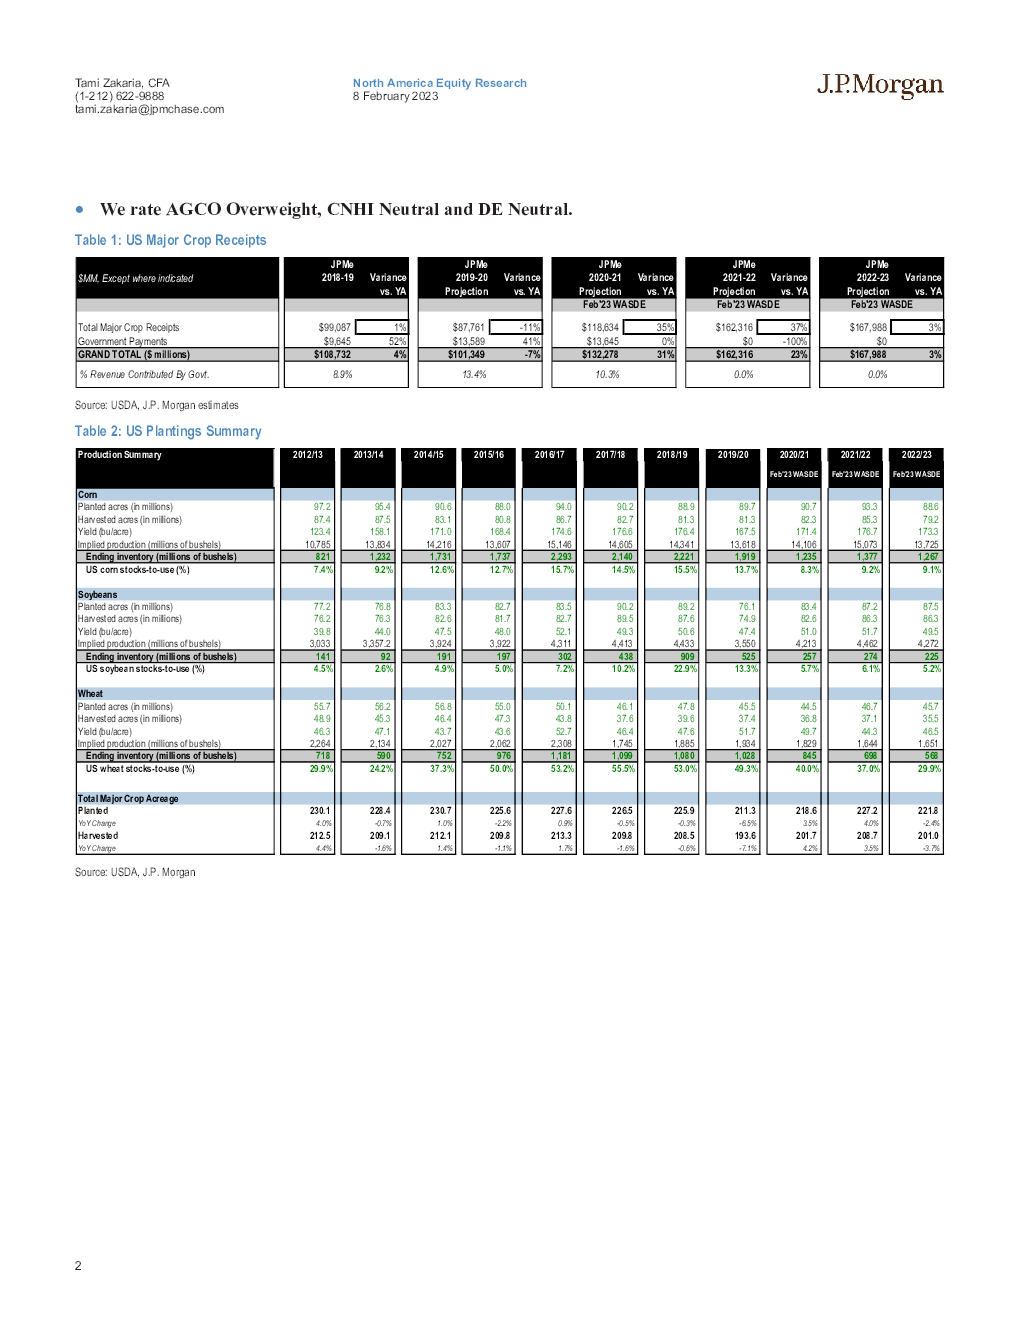 Tami Zakaria, CFA
(1-212) 622-9888
tami.zakaria@jpmchase.com
North America Equity Research
8 February 2023
J.P.Morgan
• We rate AGCO Overweight, CNHI Neutral and DE Neutral.
Table 1: US Major Crop Receipts
JPMe JPMe JPMe JPMe JPMe
$MM, Except where indicated 2018-19 Variance 2019-20 Variance 2020-21 Variance 2021-22 Variance 2022-23 Variance
vs. YA Projection vs. YA Projection vs. YA Projection vs. YA Projection vs. YA
Feb'23 WASDE Feb'23 WASDE Feb'23 WASDE
Total Major Crop Receipts $99,087 1% $87,761 -11% $118,634 35% $162,316 37% $167,988 3%
Government Payments $9,645 52% $13,589 41% $13,645 0% $0 -100% $0
GRAND TOTAL ($ millions) $108,732 4% $101,349 -7% $132,278 31% $162,316 23% $167,988 3%
% Revenue Contributed By Govt. 8.9% 13.4% 10.3% 0.0% 0.0%
Source: USDA, J.P. Morgan estimates
Table 2: US Plantings Summary
Production Summary 2012/13 2013/14 2014/15 2015/16 2016/17 2017/18 2018/19 2019/20 2020/21 2021/22 2022/23
Feb'23 WASDE Feb'23 WASDE Feb'23 WASDE
Corn
Planted acres (in millions) 97.2 95.4 90.6 88.0 94.0 90.2 88.9 89.7 90.7 93.3 88.6
Harvested acres (in millions) 87.4 87.5 83.1 80.8 86.7 82.7 81.3 81.3 82.3 85.3 79.2
Yield (bu/acre) 123.4 158.1 171.0 168.4 174.6 176.6 176.4 167.5 171.4 176.7 173.3
Implied production (millions of bushels) 10,785 13,834 14,216 13,607 15,146 14,605 14,341 13,618 14,106 15,073 13,725
Ending inventory (millions of bushels) 821 1,232 1,731 1,737 2,293 2,140 2,221 1,919 1,235 1,377 1,267
US corn stocks-to-use (%) 7.4% 9.2% 12.6% 12.7% 15.7% 14.5% 15.5% 13.7% 8.3% 9.2% 9.1%
Soybeans
Planted acres (in millions) 77.2 76.8 83.3 82.7 83.5 90.2 89.2 76.1 83.4 87.2 87.5
Harvested acres (in millions) 76.2 76.3 82.6 81.7 82.7 89.5 87.6 74.9 82.6 86.3 86.3
Yield (bu/acre) 39.8 44.0 47.5 48.0 52.1 49.3 50.6 47.4 51.0 51.7 49.5
Implied production (millions of bushels) 3,033 3,357.2 3,924 3,922 4,311 4,413 4,433 3,550 4,213 4,462 4,272
Ending inventory (millions of bushels) 141 92 191 197 302 438 909 525 257 274 225
US soybean stocks-to-use (%) 4.5% 2.6% 4.9% 5.0% 7.2% 10.2% 22.9% 13.3% 5.7% 6.1% 5.2%
Wheat
Planted acres (in millions) 55.7 56.2 56.8 55.0 50.1 46.1 47.8 45.5 44.5 46.7 45.7
Harvested acres (in millions) 48.9 45.3 46.4 47.3 43.8 37.6 39.6 37.4 36.8 37.1 35.5
Yield (bu/acre) 46.3 47.1 43.7 43.6 52.7 46.4 47.6 51.7 49.7 44.3 46.5
Implied production (millions of bushels) 2,264 2,134 2,027 2,062 2,308 1,745 1,885 1,934 1,829 1,644 1,651
Ending inventory (millions of bushels) 718 590 752 976 1,181 1,099 1,080 1,028 845 698 568
US wheat stocks-to-use (%) 29.9% 24.2% 37.3% 50.0% 53.2% 55.5% 53.0% 49.3% 40.0% 37.0% 29.9%
Total Major Crop Acreage
Planted 230.1 228.4 230.7 225.6 227.6 226.5 225.9 211.3 218.6 227.2 221.8
YoY Change 4.0% -0.7% 1.0% -2.2% 0.9% -0.5% -0.3% -6.5% 3.5% 4.0% -2.4%
Harvested 212.5 209.1 212.1 209.8 213.3 209.8 208.5 193.6 201.7 208.7 201.0
YoY Change 4.4% -1.6% 1.4% -1.1% 1.7% -1.6% -0.6% -7.1% 4.2% 3.5% -3.7%
Source: USDA, J.P. Morgan
2